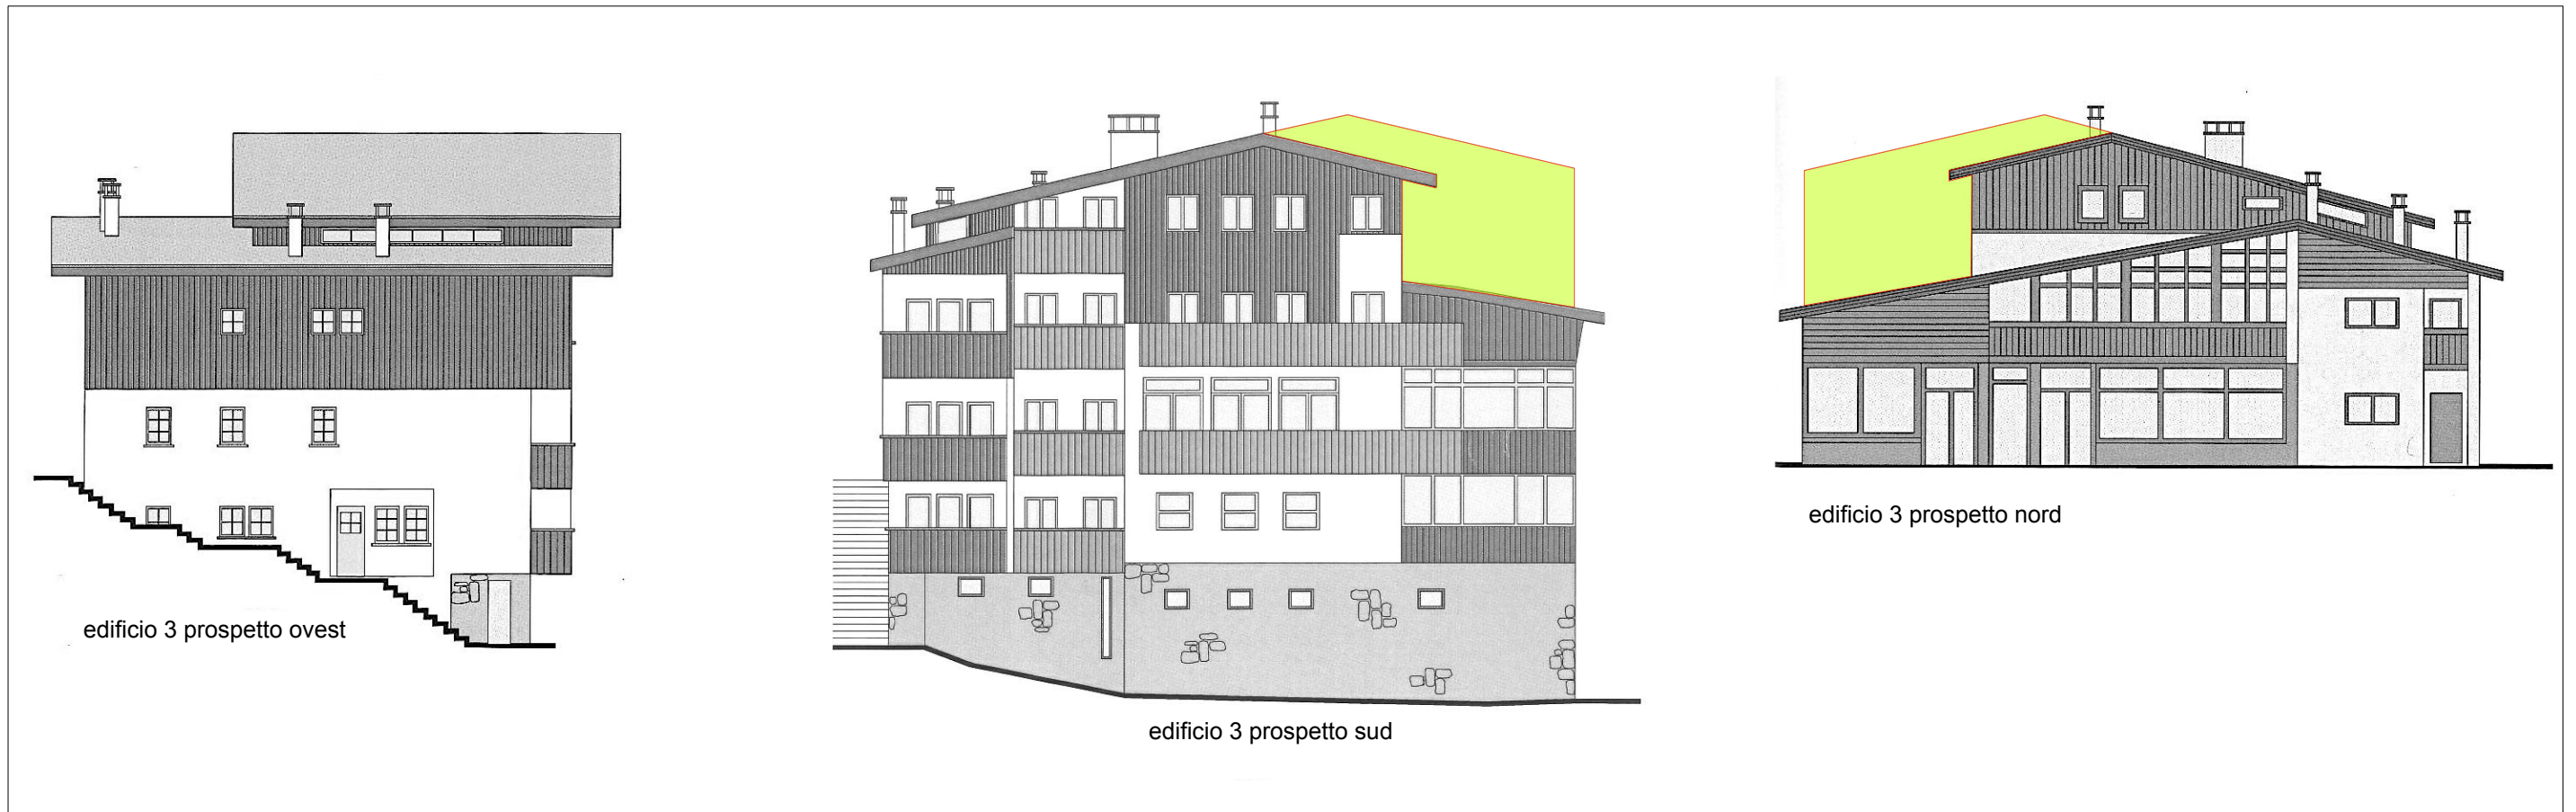 edificio 3 prospetto ovest
edificio 3 prospetto sud
edificio 3 prospetto nord